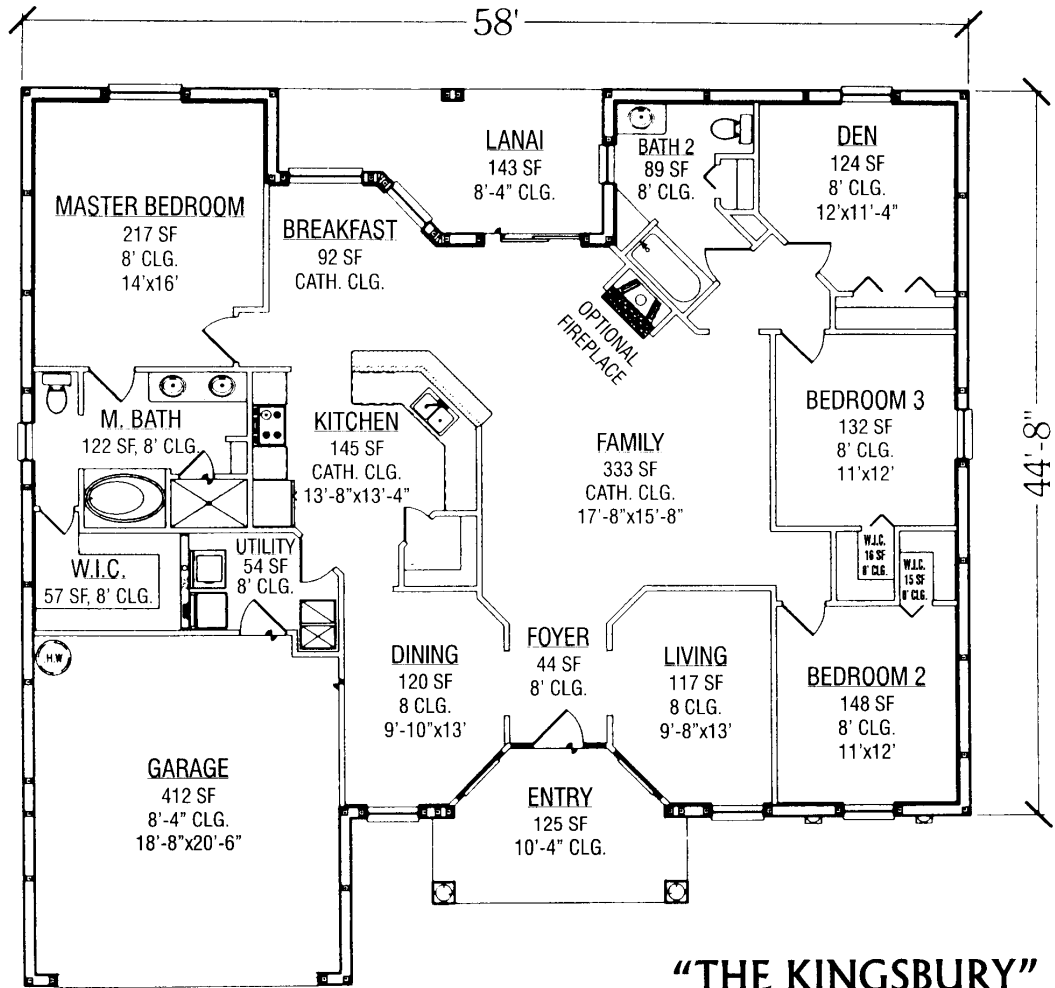 58'
44'-8"
LANAI
143 SF
8'-4" CLG.
BATH 2
89 SF
8' CLG.
DEN
124 SF
8' CLG.
12'x11'-4"
MASTER BEDROOM
217 SF
8' CLG.
14'x16'
BREAKFAST
92 SF
CATH. CLG.
OPTIONAL
FIREPLACE
M. BATH
122 SF, 8' CLG.
KITCHEN
145 SF
CATH. CLG.
13'-8"x13'-4"
FAMILY
333 SF
CATH. CLG.
17'-8"x15'-8"
BEDROOM 3
132 SF
8' CLG.
11'x12'
W.I.C.
57 SF, 8' CLG.
UTILITY
54 SF
8' CLG.
W.I.C.
16 SF
8' CLG.
W.I.C.
15 SF
8' CLG.
H.W
DINING
120 SF
8 CLG.
9'-10"x13'
FOYER
44 SF
8' CLG.
LIVING
117 SF
8 CLG.
9'-8"x13'
BEDROOM 2
148 SF
8' CLG.
11'x12'
GARAGE
412 SF
8'-4" CLG.
18'-8"x20'-6"
ENTRY
125 SF
10'-4" CLG.
“THE KINGSBURY”